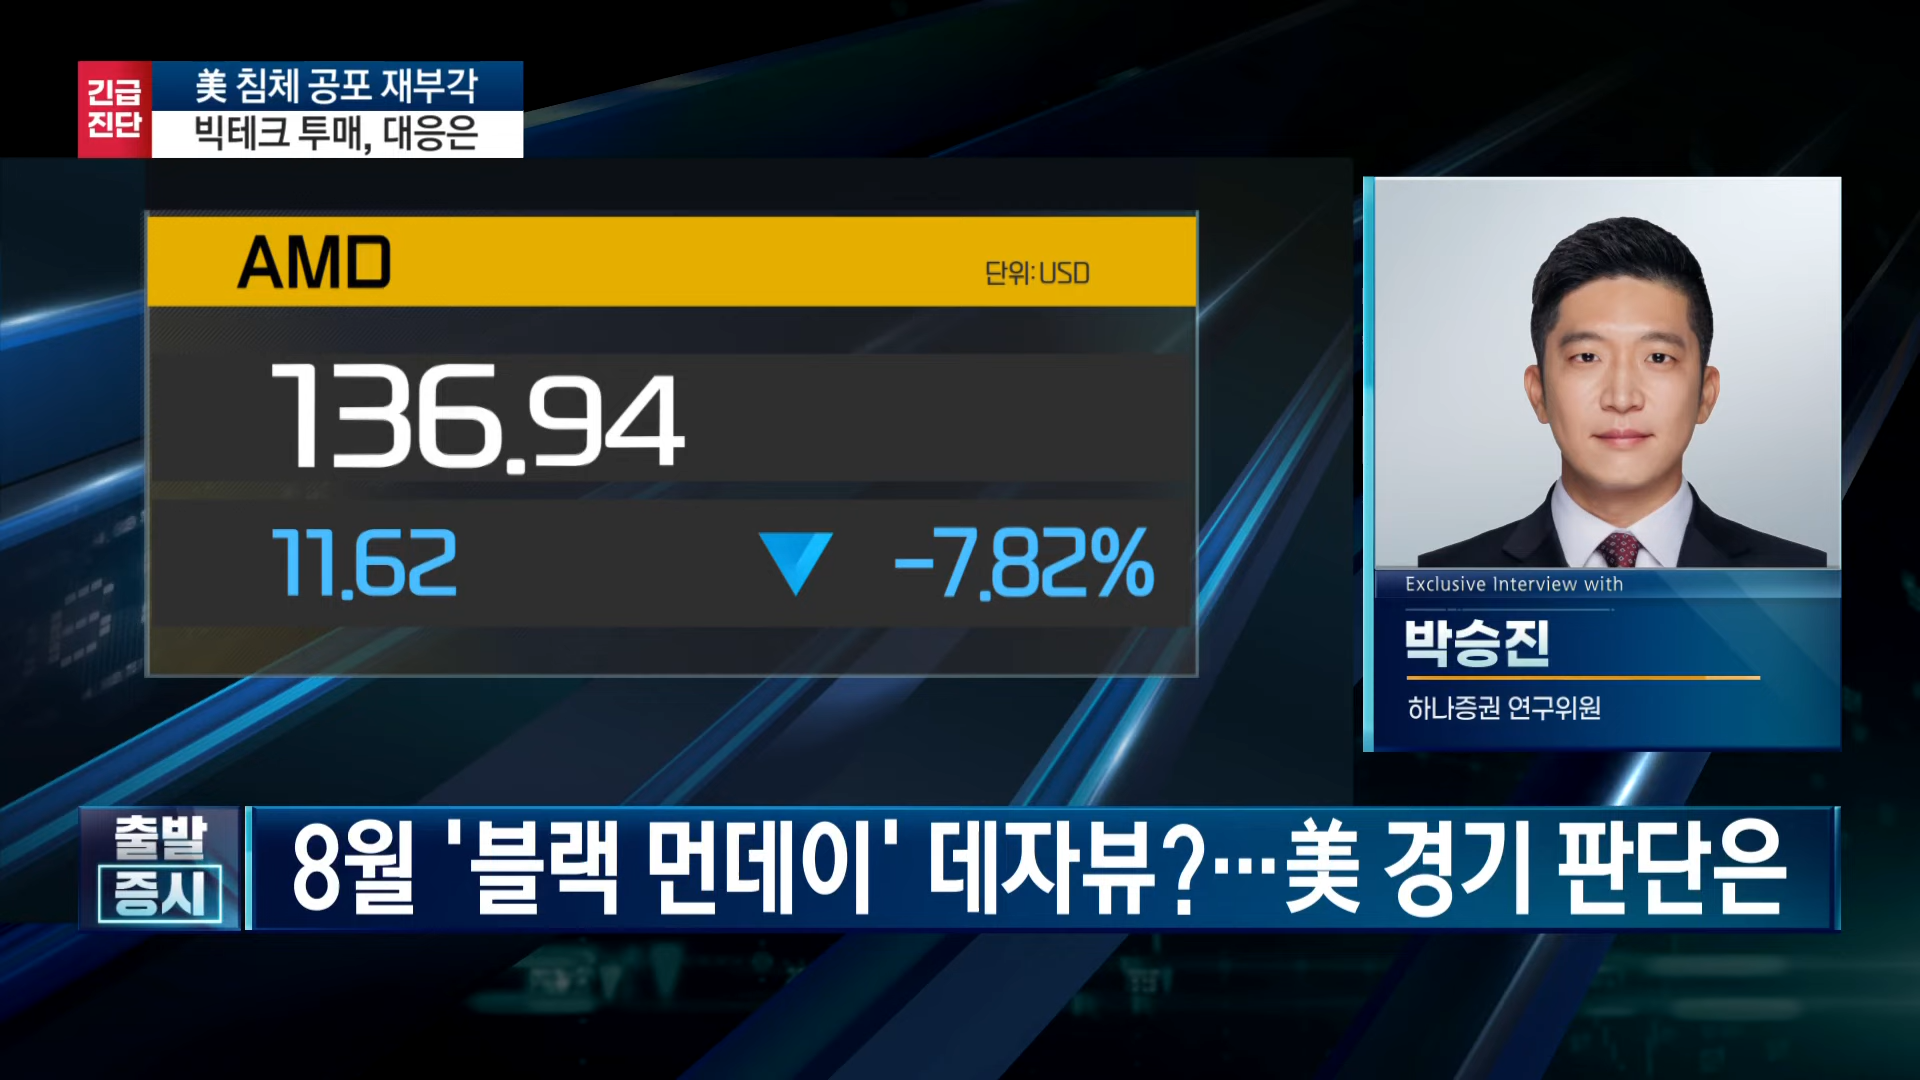 긴급
진단
美 침체 공포 재부각
빅테크 투매, 대응은
AMD
단위:USD
136.94
11.62 ▼ -7.82%
Exclusive Interview with
박승진
하나증권 연구위원
출발
증시
8월 '블랙 먼데이' 데자뷰?…美 경기 판단은